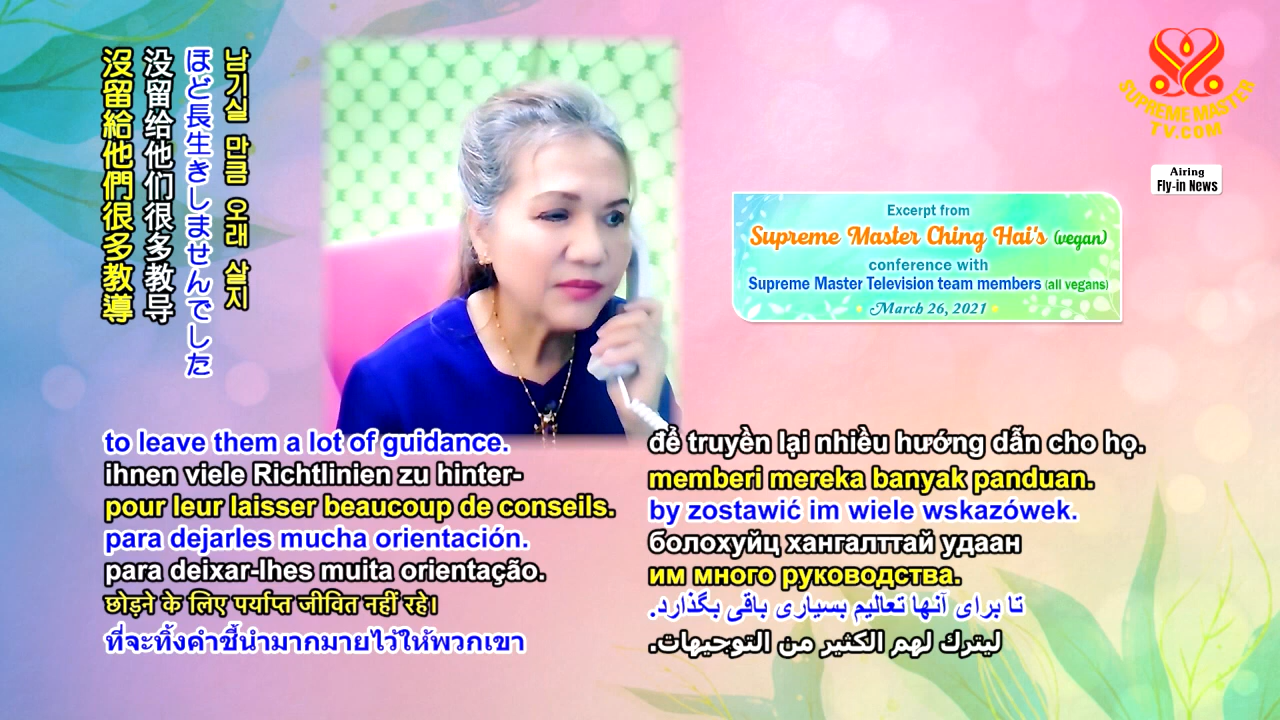 沒留給他們很多教導
没留给他们很多教导
ほど長生きしませんでした
남기실 만큼 오래 살지
SUPREME MASTER
TV.COM
Airing
Fly-in News
Excerpt from
Supreme Master Ching Hai's (vegan)
conference with
Supreme Master Television team members (all vegans)
March 26, 2021
to leave them a lot of guidance.
ihnen viele Richtlinien zu hinter-
pour leur laisser beaucoup de conseils.
para dejarles mucha orientación.
para deixar-lhes muita orientação.
छोड़ने के लिए पर्याप्त जीवित नहीं रहे।
ที่จะทิ้งคำชี้นำมากมายไว้ให้พวกเขา
để truyền lại nhiều hướng dẫn cho họ.
memberi mereka banyak panduan.
by zostawić im wiele wskazówek.
болохуйц хангалттай удаан
им много руководства.
تا برای آنها تعالیم بسیاری باقی بگذارد.
ليترك لهم الكثير من التوجيهات.